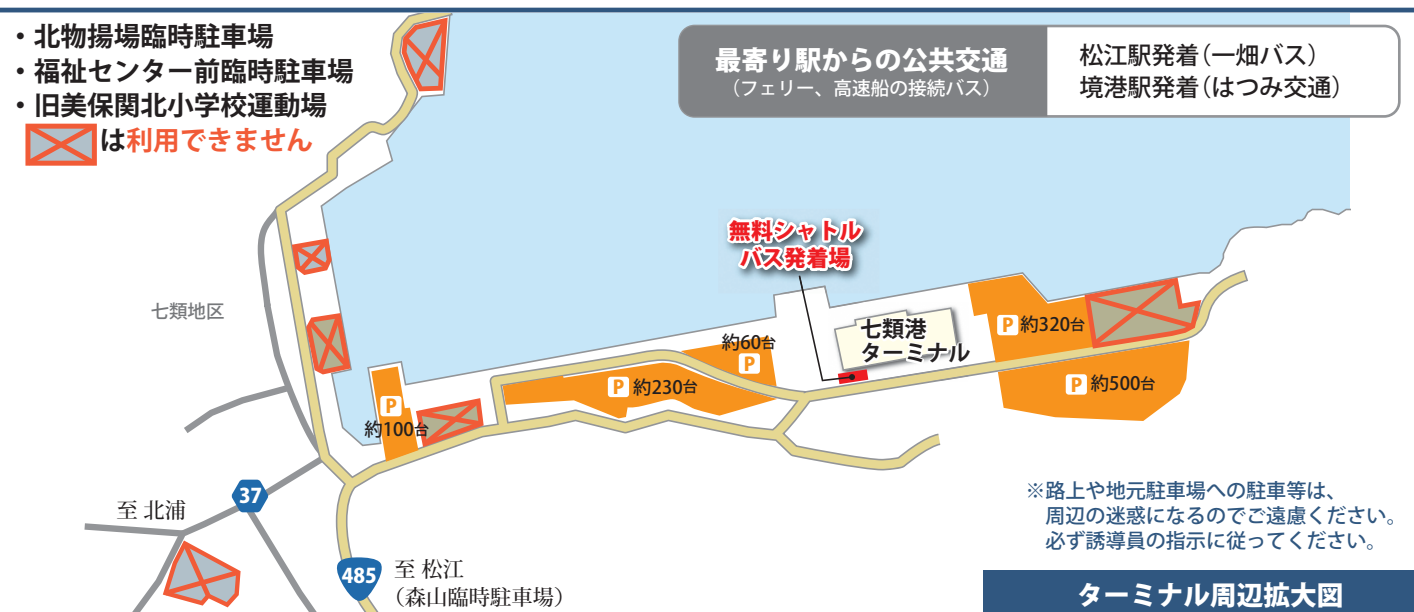 ・北物揚場臨時駐車場
・福祉センター前臨時駐車場
・旧美保関北小学校運動場
は利用できません
最寄り駅からの公共交通
(フェリー、高速船の接続バス)
松江駅発着(一畑バス)
境港駅発着(はつみ交通)
無料シャトル
バス発着場
七類地区
七類港
ターミナル
P 約320台
約60台
P
P 約230台
P 約500台
P
約100台
37
至 北浦
485
至 松江
(森山臨時駐車場)
※路上や地元駐車場への駐車等は、
周辺の迷惑になるのでご遠慮ください。
必ず誘導員の指示に従ってください。
ターミナル周辺拡大図